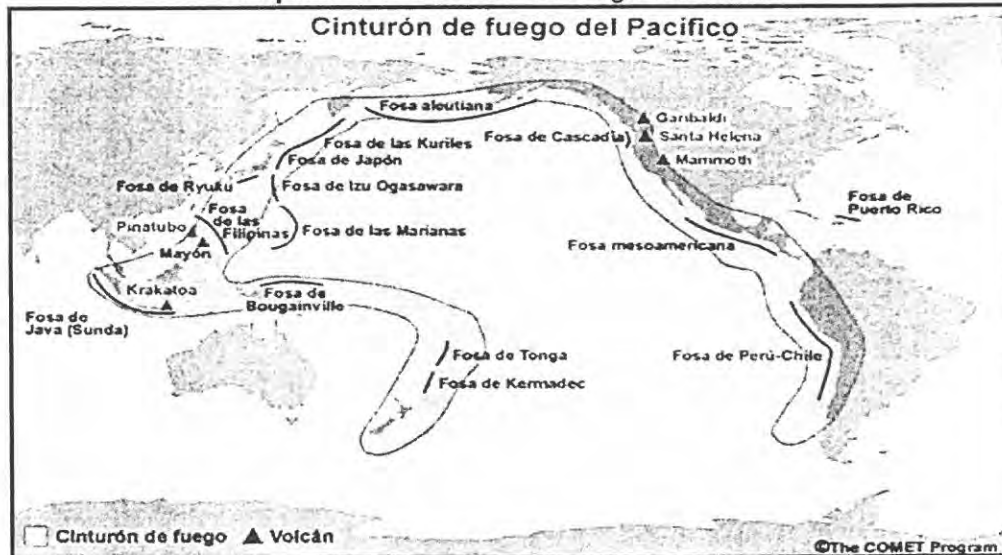 Cinturón de fuego del Pacífico
Fosa aleutiana
Garibaldi
Fosa de las Kuriles
Fosa de Cascadia
Santa Helena
Fosa de Japón
Mammoth
Fosa de Ryuku
Fosa de Izu Ogasawara
Fosa de
Puerto Rico
Pinatubo
Fosa
de las
Filipinas
Fosa de las Marianas
Mayón
Fosa mesoamericana
Krakatoa
Fosa de
Bougainville
Fosa de
Java (Sunda)
Fosa de Tonga
Fosa de Perú-Chile
Fosa de Kermadec
Cinturón de fuego
Volcán
©The COMET Program